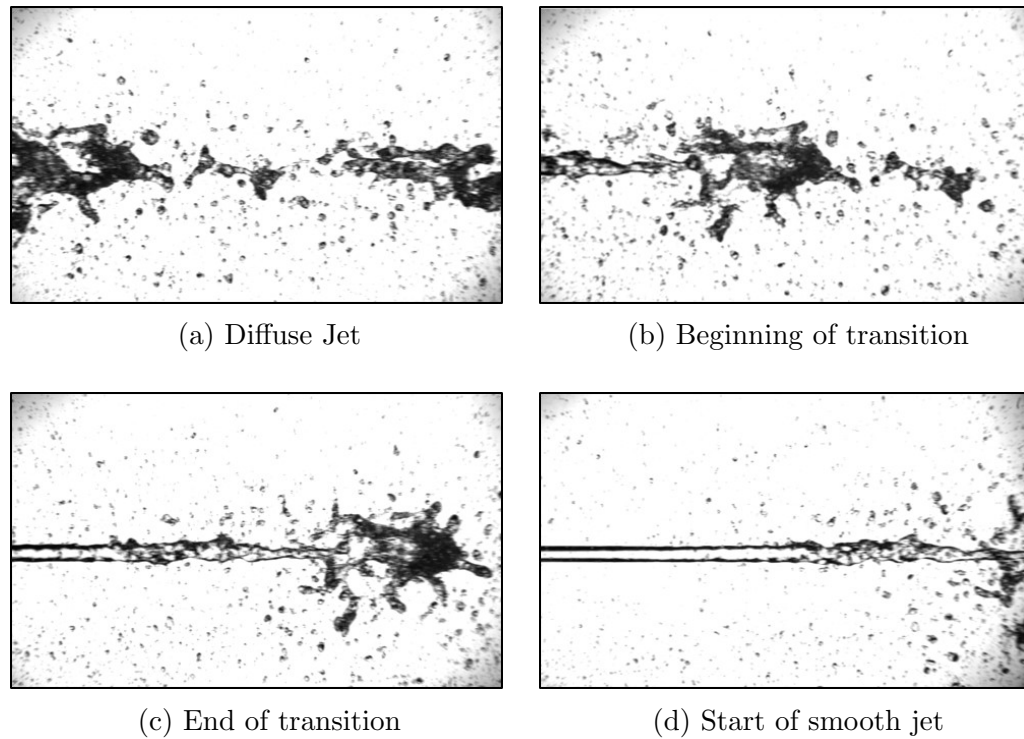 (a) Diffuse Jet
(b) Beginning of transition
(c) End of transition
(d) Start of smooth jet